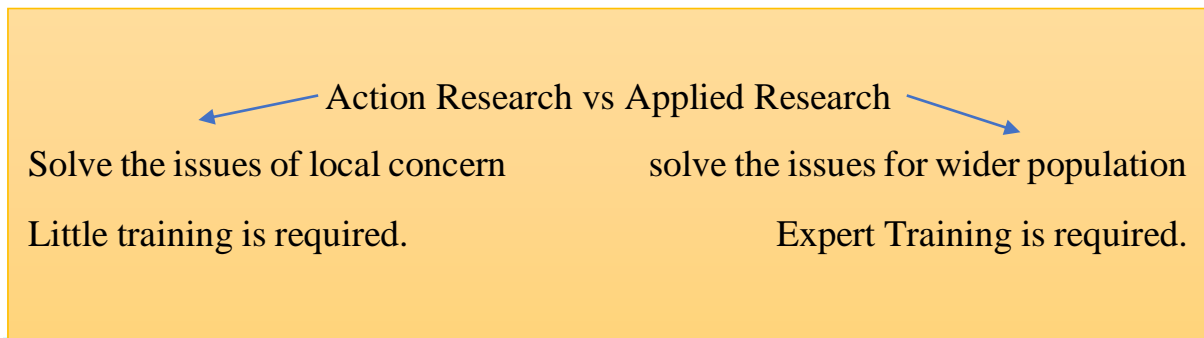 Action Research vs Applied Research
Solve the issues of local concern solve the issues for wider population
Little training is required. Expert Training is required.